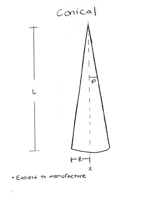 Conical
L
φ
R
x
• Easiest to manufacture